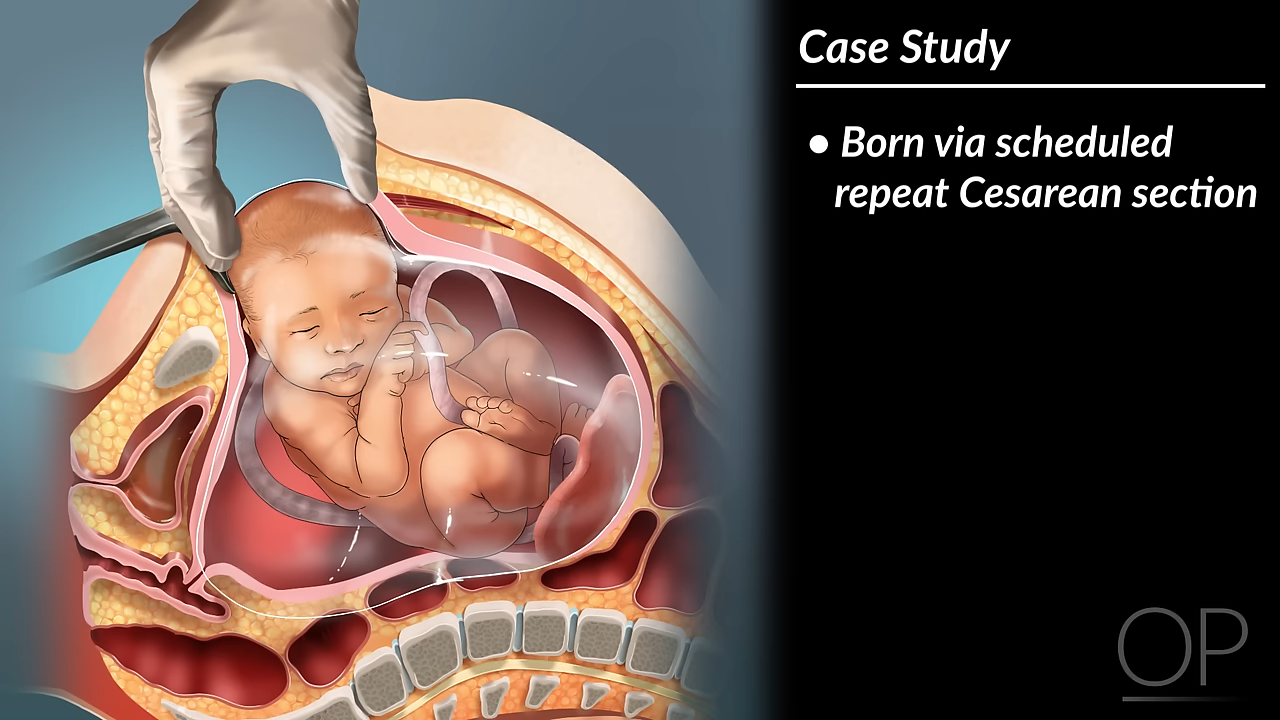 Case Study
● Born via scheduled
repeat Cesarean section
OP